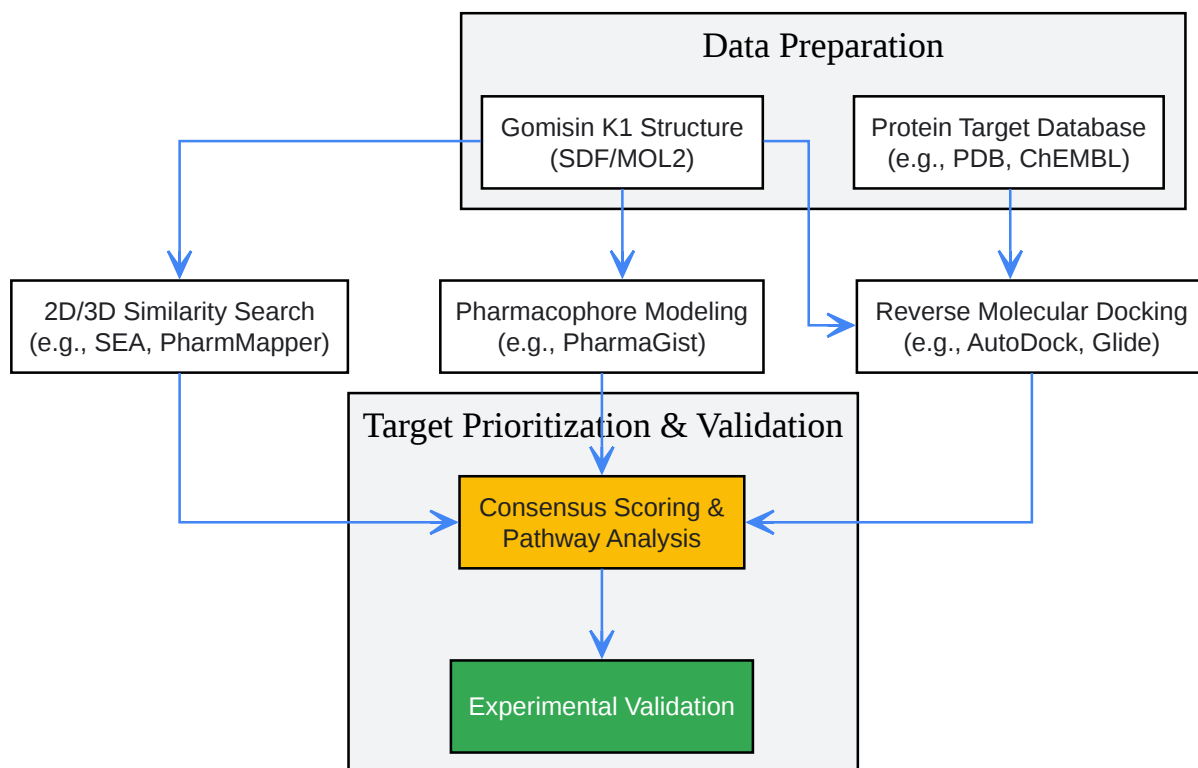 Data Preparation
Gomisin K1 Structure
(SDF/MOL2)
Protein Target Database
(e.g., PDB, ChEMBL)
2D/3D Similarity Search
(e.g., SEA, PharmMapper)
Pharmacophore Modeling
(e.g., PharmaGist)
Reverse Molecular Docking
(e.g., AutoDock, Glide)
Target Prioritization & Validation
Consensus Scoring &
Pathway Analysis
Experimental Validation